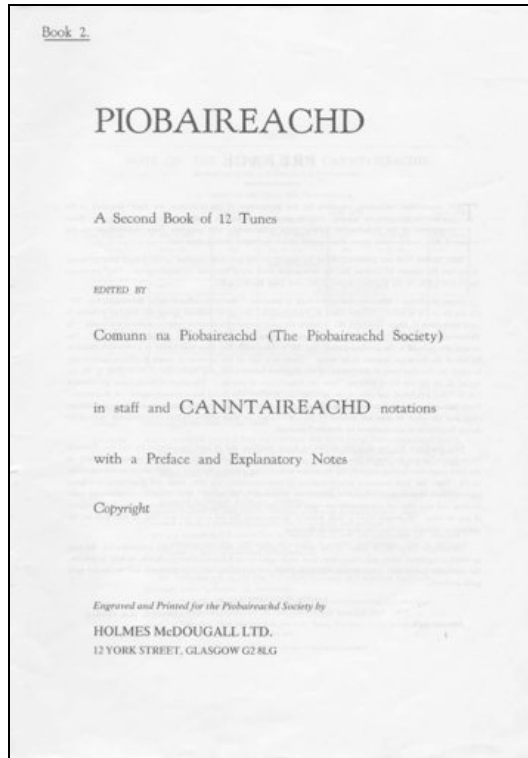 Book 2.
PIOBAIREACHD
A Second Book of 12 Tunes
EDITED BY
Comunn na Piobaireachd (The Piobaireachd Society)
in staff and CANNTAIREACHD notations
with a Preface and Explanatory Notes
Copyright
Engraved and Printed for the Piobaireachd Society by
HOLMES McDOUGALL LTD.
12 YORK STREET, GLASGOW G2 8LG